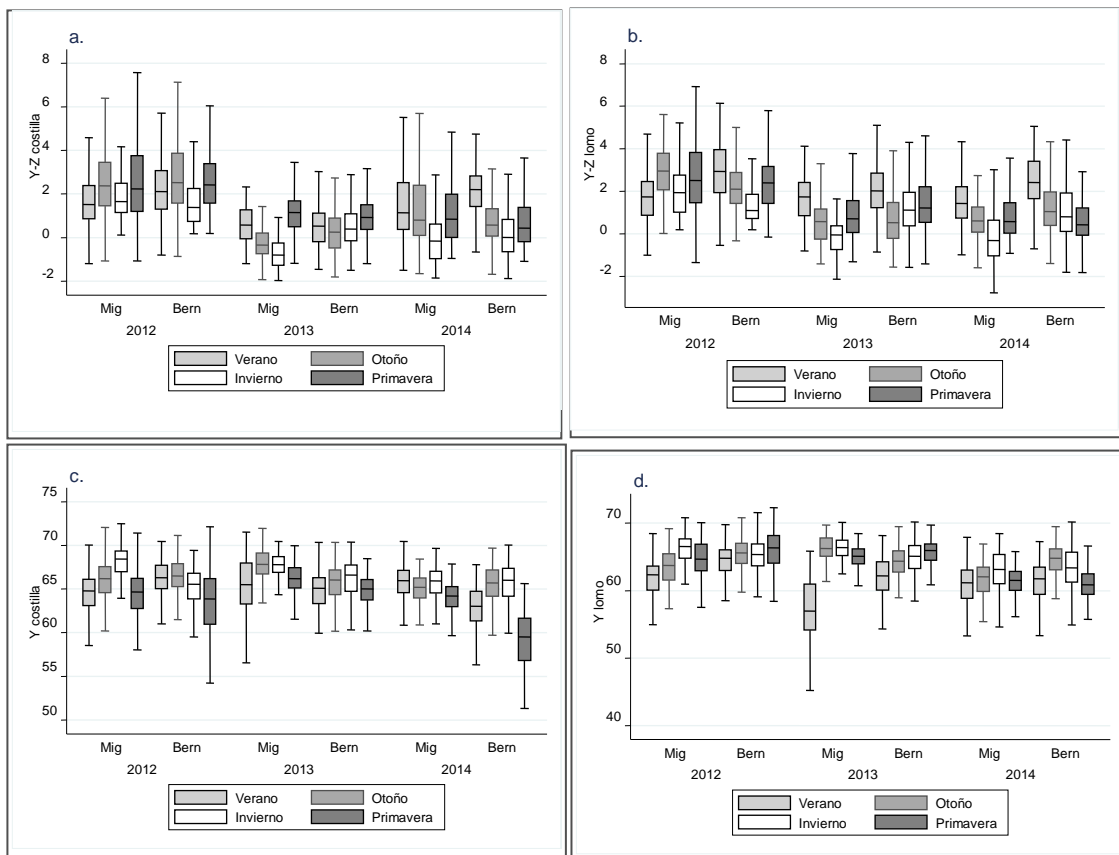 a.
Y-Z costilla
8
6
4
2
0
-2
Mig Bern Mig Bern Mig Bern
2012 2013 2014
Verano Otoño
Invierno Primavera
b.
Y-Z lomo
8
6
4
2
0
-2
Mig Bern Mig Bern Mig Bern
2012 2013 2014
Verano Otoño
Invierno Primavera
c.
Y costilla
75
70
65
60
55
50
Mig Bern Mig Bern Mig Bern
2012 2013 2014
Verano Otoño
Invierno Primavera
d.
Y lomo
70
60
50
40
Mig Bern Mig Bern Mig Bern
2012 2013 2014
Verano Otoño
Invierno Primavera